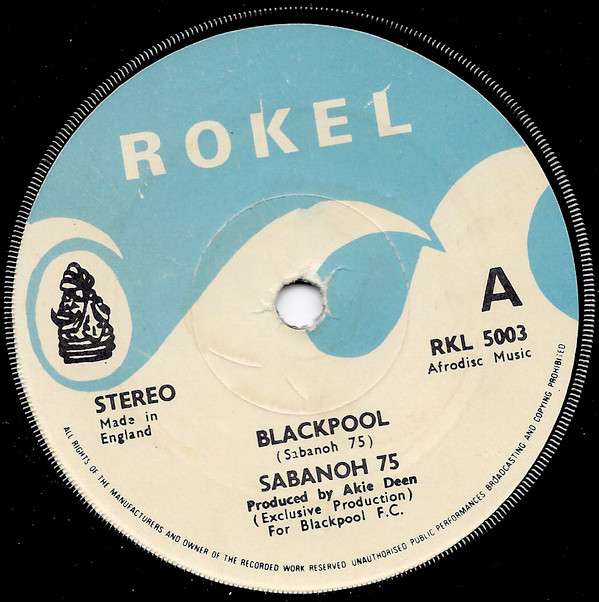 ROKEL
A
RKL 5003
Afrodisc Music
STEREO
Made in
England
BLACKPOOL
(Sabanoh 75)
SABANOH 75
Produced by Akie Deen
(Exclusive Production)
For Blackpool F.C.
ALL RIGHTS OF THE MANUFACTURERS AND OWNER OF THE RECORDED WORK RESERVED UNAUTHORISED PUBLIC PERFORMANCES BROADCASTING AND COPYING PROHIBITED